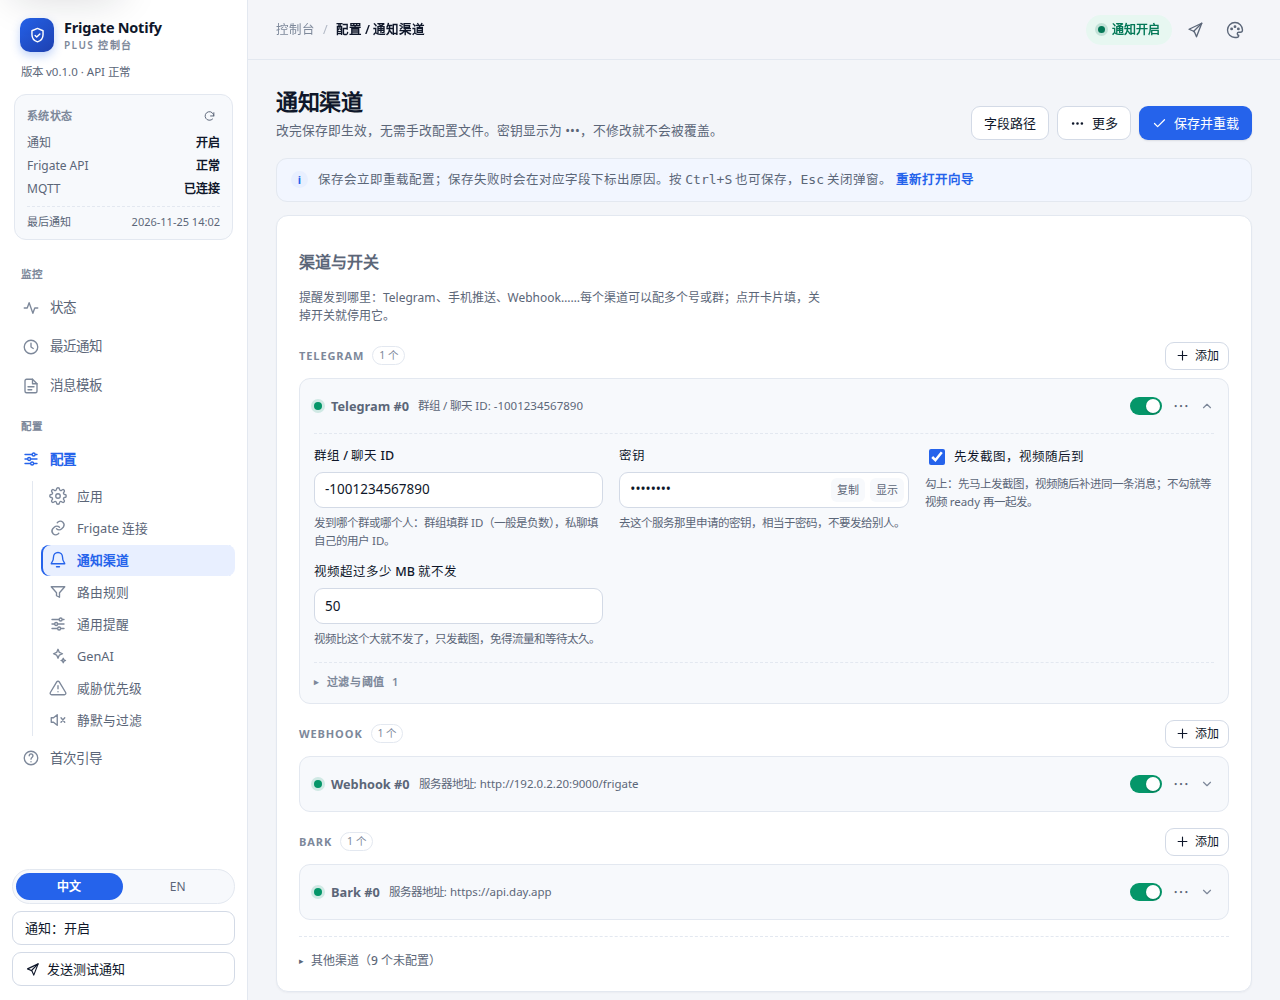 Frigate Notify
PLUS 控制台
版本 v0.1.0 · API 正常
系统状态
通知 开启
Frigate API 正常
MQTT 已连接
最后通知 2026-11-25 14:02
监控
状态
最近通知
消息模板
配置
配置
应用
Frigate 连接
通知渠道
路由规则
通用提醒
GenAI
威胁优先级
静默与过滤
首次引导
中文 EN
通知：开启
发送测试通知
控制台 / 配置 / 通知渠道
通知开启
通知渠道
改完保存即生效，无需手改配置文件。密钥显示为 •••，不修改就不会被覆盖。
字段路径
更多
保存并重载
保存会立即重载配置；保存失败时会在对应字段下标出原因。按 Ctrl+S 也可保存，Esc 关闭弹窗。 重新打开向导
渠道与开关
提醒发到哪里：Telegram、手机推送、Webhook……每个渠道可以配多个号或群；点开卡片填，关
掉开关就停用它。
TELEGRAM 1 个
添加
Telegram #0 群组 / 聊天 ID: -1001234567890
群组 / 聊天 ID
-1001234567890
发到哪个群或哪个人：群组填群 ID（一般是负数），私聊填
自己的用户 ID。
密钥
••••••••
复制 显示
去这个服务那里申请的密钥，相当于密码，不要发给别人。
先发截图，视频随后到
勾上：先马上发截图，视频随后补进同一条消息；不勾就等
视频 ready 再一起发。
视频超过多少 MB 就不发
50
视频比这个大就不发了，只发截图，免得流量和等待太久。
▸ 过滤与阈值 1
WEBHOOK 1 个
添加
Webhook #0 服务器地址: http://192.0.2.20:9000/frigate
BARK 1 个
添加
Bark #0 服务器地址: https://api.day.app
▸ 其他渠道（9 个未配置）